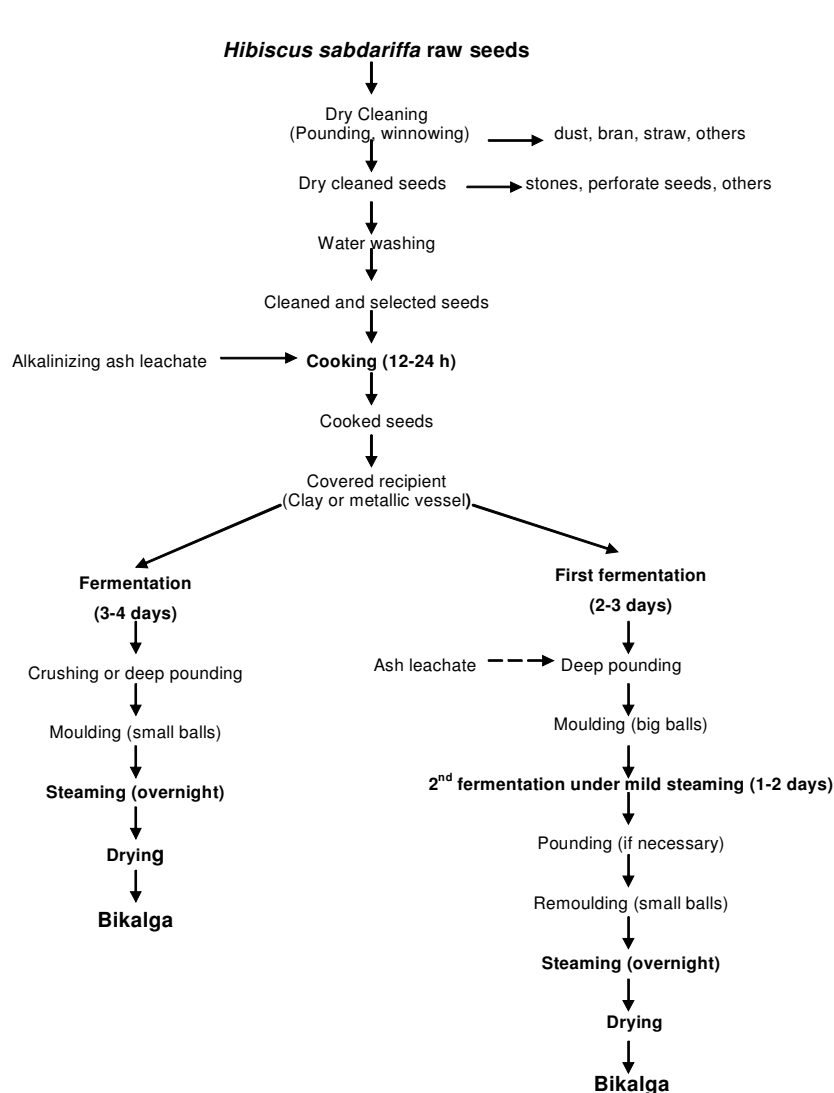 Hibiscus sabdariffa raw seeds
Dry Cleaning
(Pounding, winnowing)
dust, bran, straw, others
Dry cleaned seeds
stones, perforate seeds, others
Water washing
Cleaned and selected seeds
Alkalinizing ash leachate
Cooking (12-24 h)
Cooked seeds
Covered recipient
(Clay or metallic vessel)
Fermentation
(3-4 days)
Crushing or deep pounding
Moulding (small balls)
Steaming (overnight)
Drying
Bikalga
First fermentation
(2-3 days)
Ash leachate
Deep pounding
Moulding (big balls)
2nd fermentation under mild steaming (1-2 days)
Pounding (if necessary)
Remoulding (small balls)
Steaming (overnight)
Drying
Bikalga